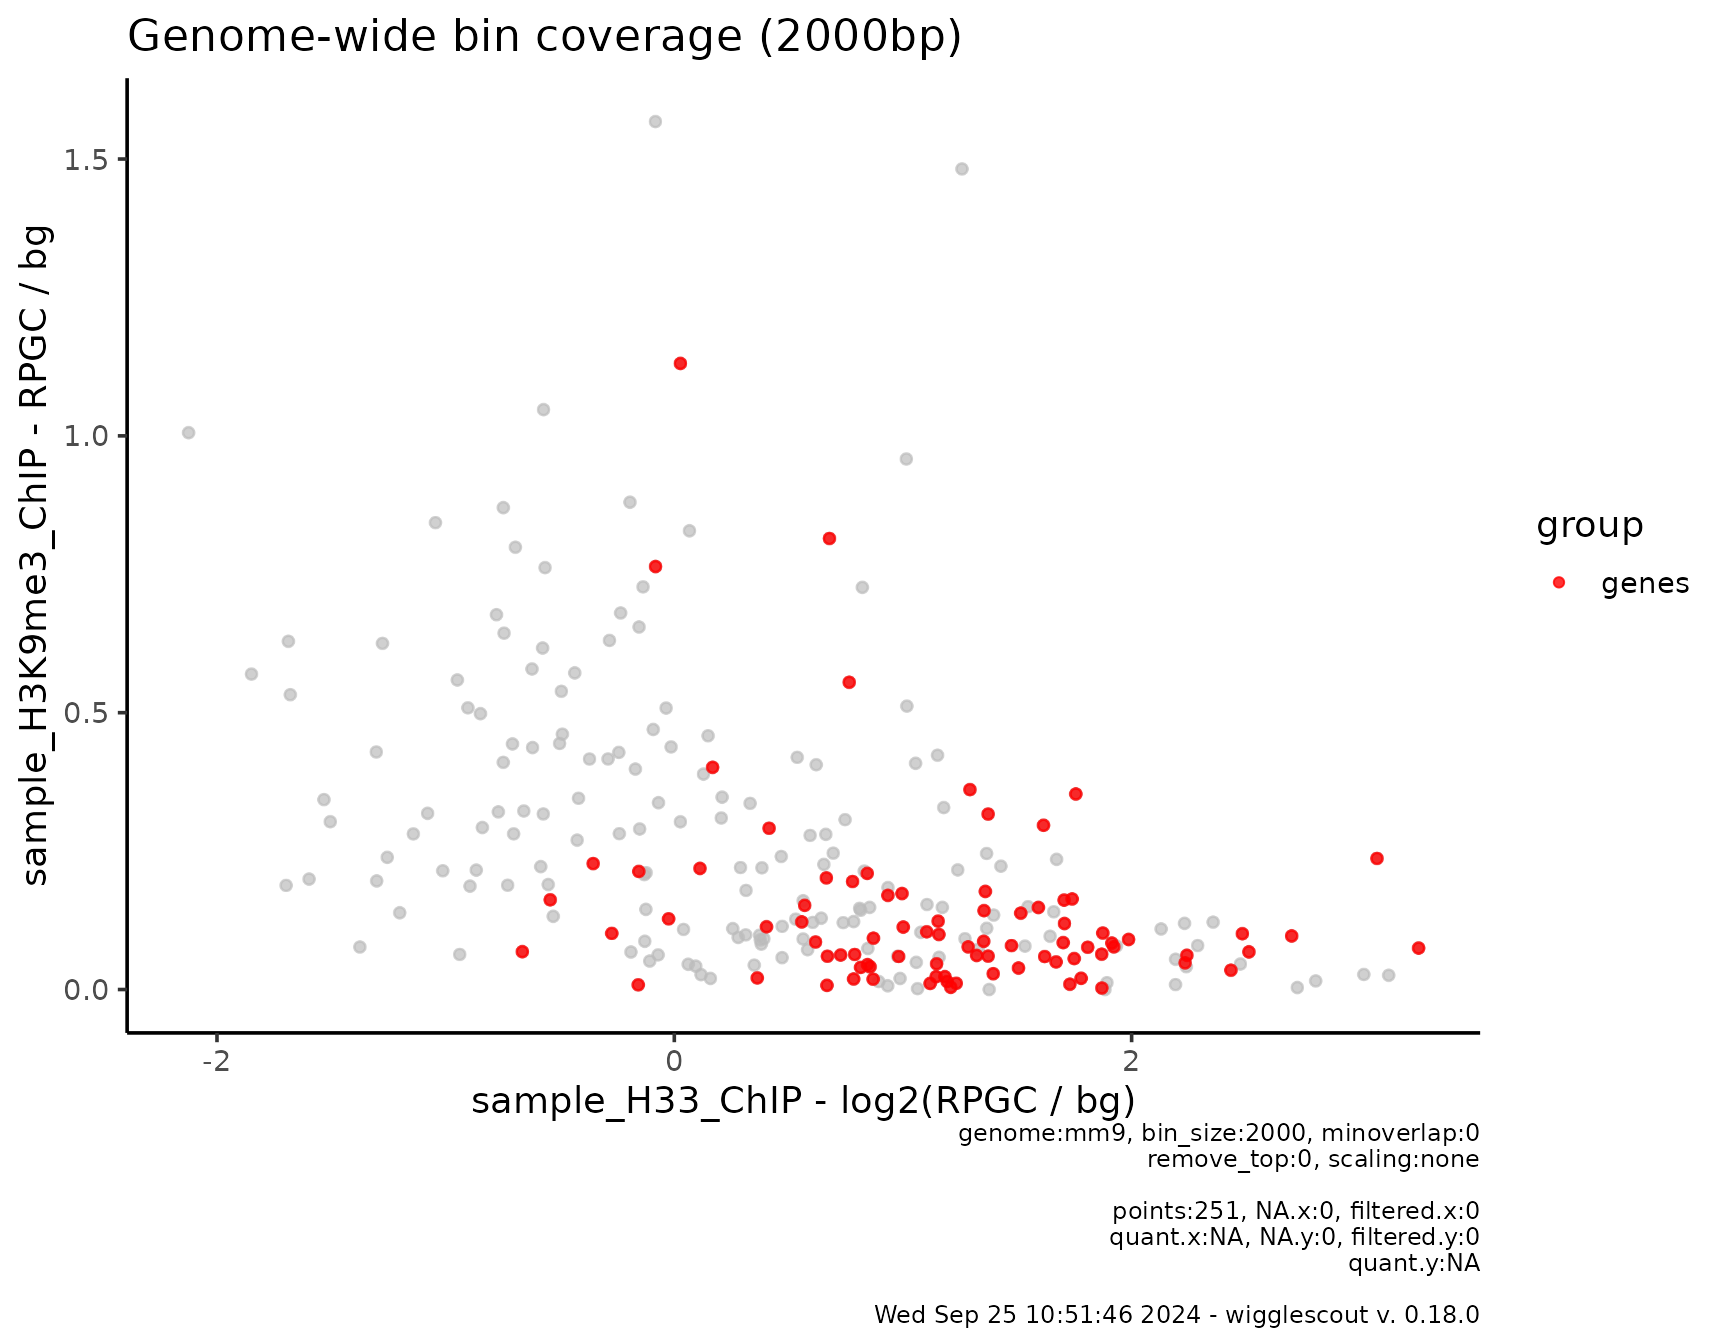 Genome-wide bin coverage (2000bp)
sample_H3K9me3_ChIP - RPGC / bg
1.5
1.0
0.5
0.0
-2
0
2
sample_H33_ChIP - log2(RPGC / bg)
group
genes
genome:mm9, bin_size:2000, minoverlap:0
remove_top:0, scaling:none
points:251, NA.x:0, filtered.x:0
quant.x:NA, NA.y:0, filtered.y:0
quant.y:NA
Wed Sep 25 10:51:46 2024 - wigglescout v. 0.18.0